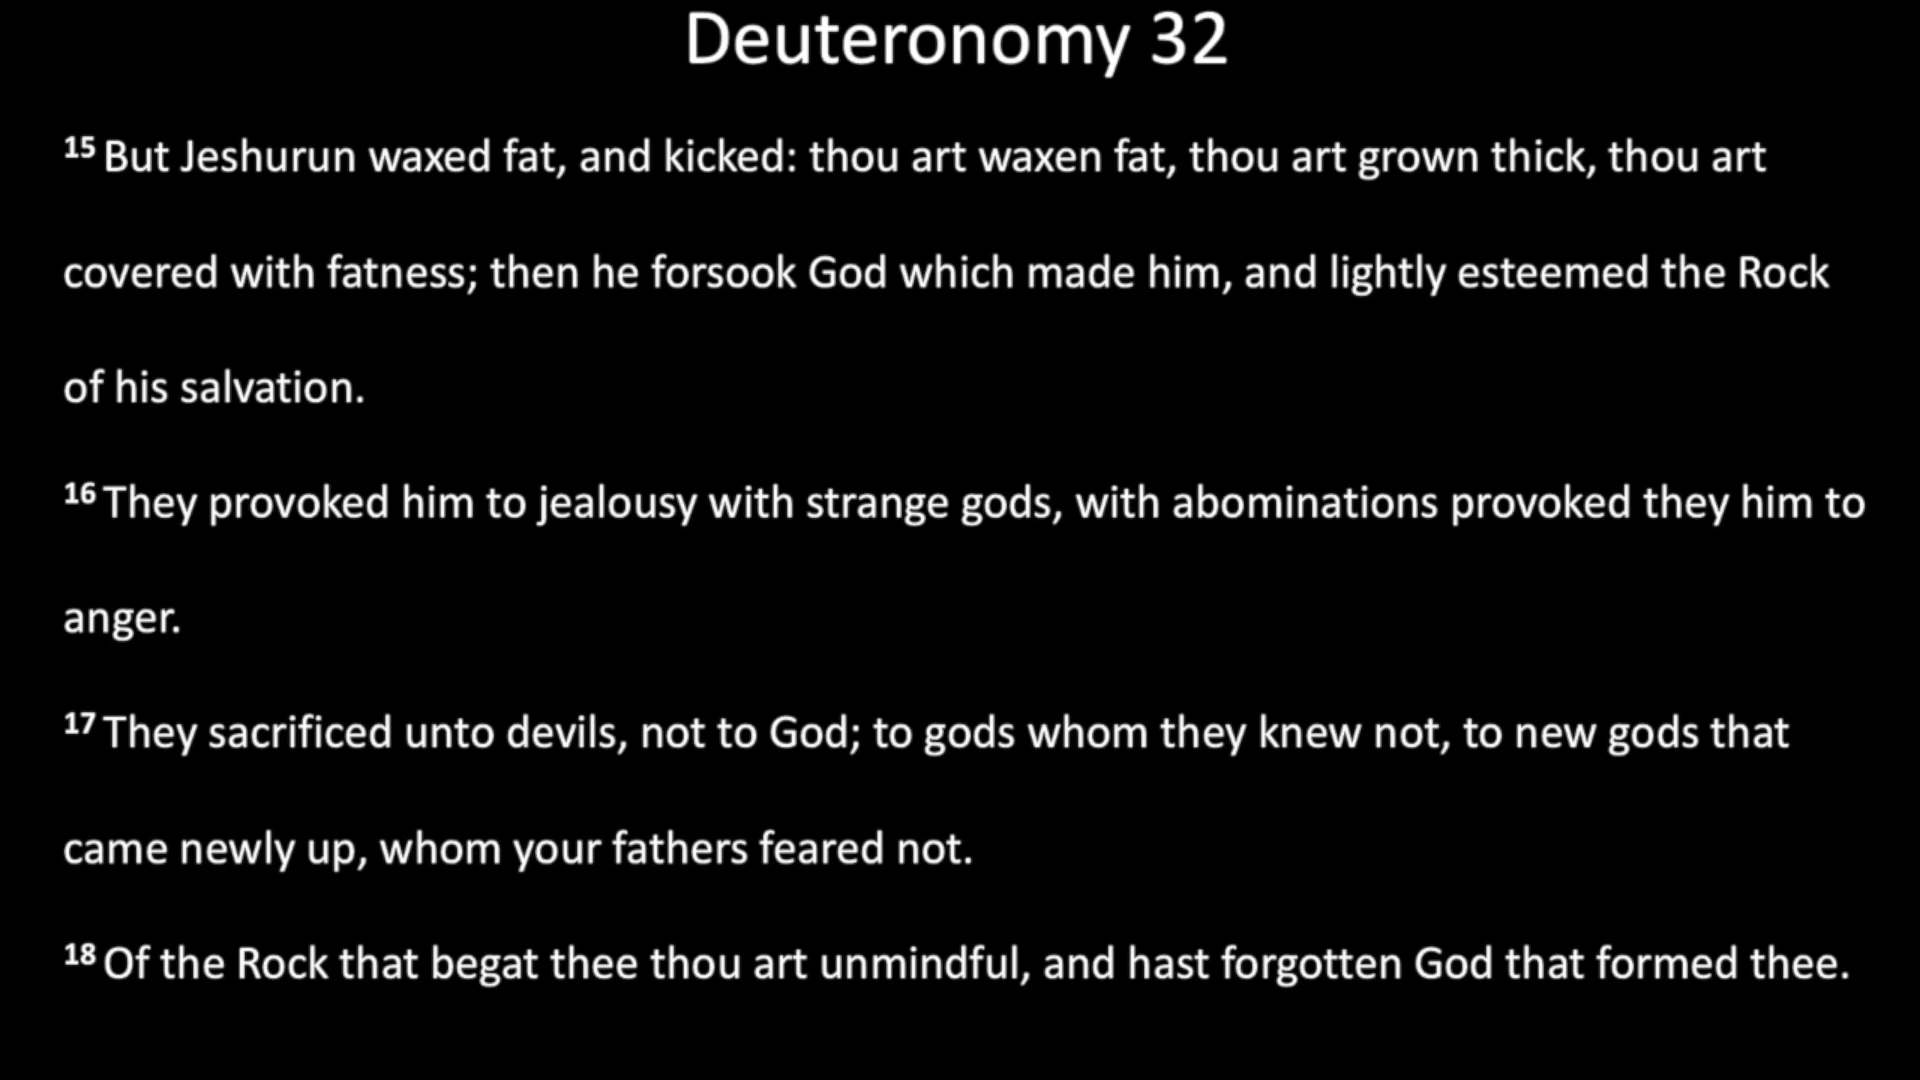 Deuteronomy 32
15 But Jeshurun waxed fat, and kicked: thou art waxen fat, thou art grown thick, thou art
covered with fatness; then he forsook God which made him, and lightly esteemed the Rock
of his salvation.
16 They provoked him to jealousy with strange gods, with abominations provoked they him to
anger.
17 They sacrificed unto devils, not to God; to gods whom they knew not, to new gods that
came newly up, whom your fathers feared not.
18 Of the Rock that begat thee thou art unmindful, and hast forgotten God that formed thee.